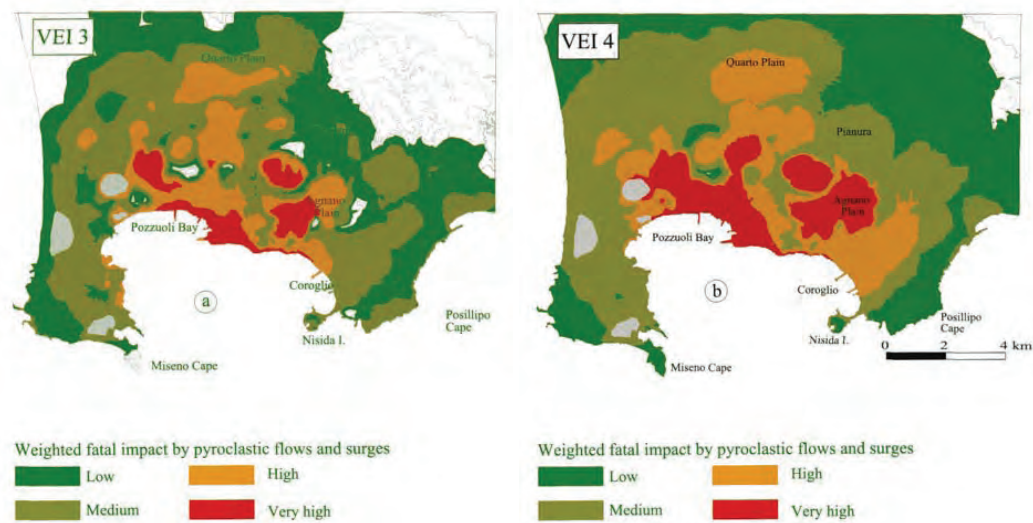 VEI 3
Quarto Plain
Agnano
Plain
Pozzuoli Bay
Coroglio
a
Nisida I.
Posillipo
Cape
Miseno Cape
Weighted fatal impact by pyroclastic flows and surges
Low
High
Medium
Very high
VEI 4
Quarto Plain
Pianura
Agnano
Plain
Pozzuoli Bay
Coroglio
b
Nisida I.
Posillipo
Cape
0 2 4 km
Miseno Cape
Weighted fatal impact by pyroclastic flows and surges
Low
High
Medium
Very high